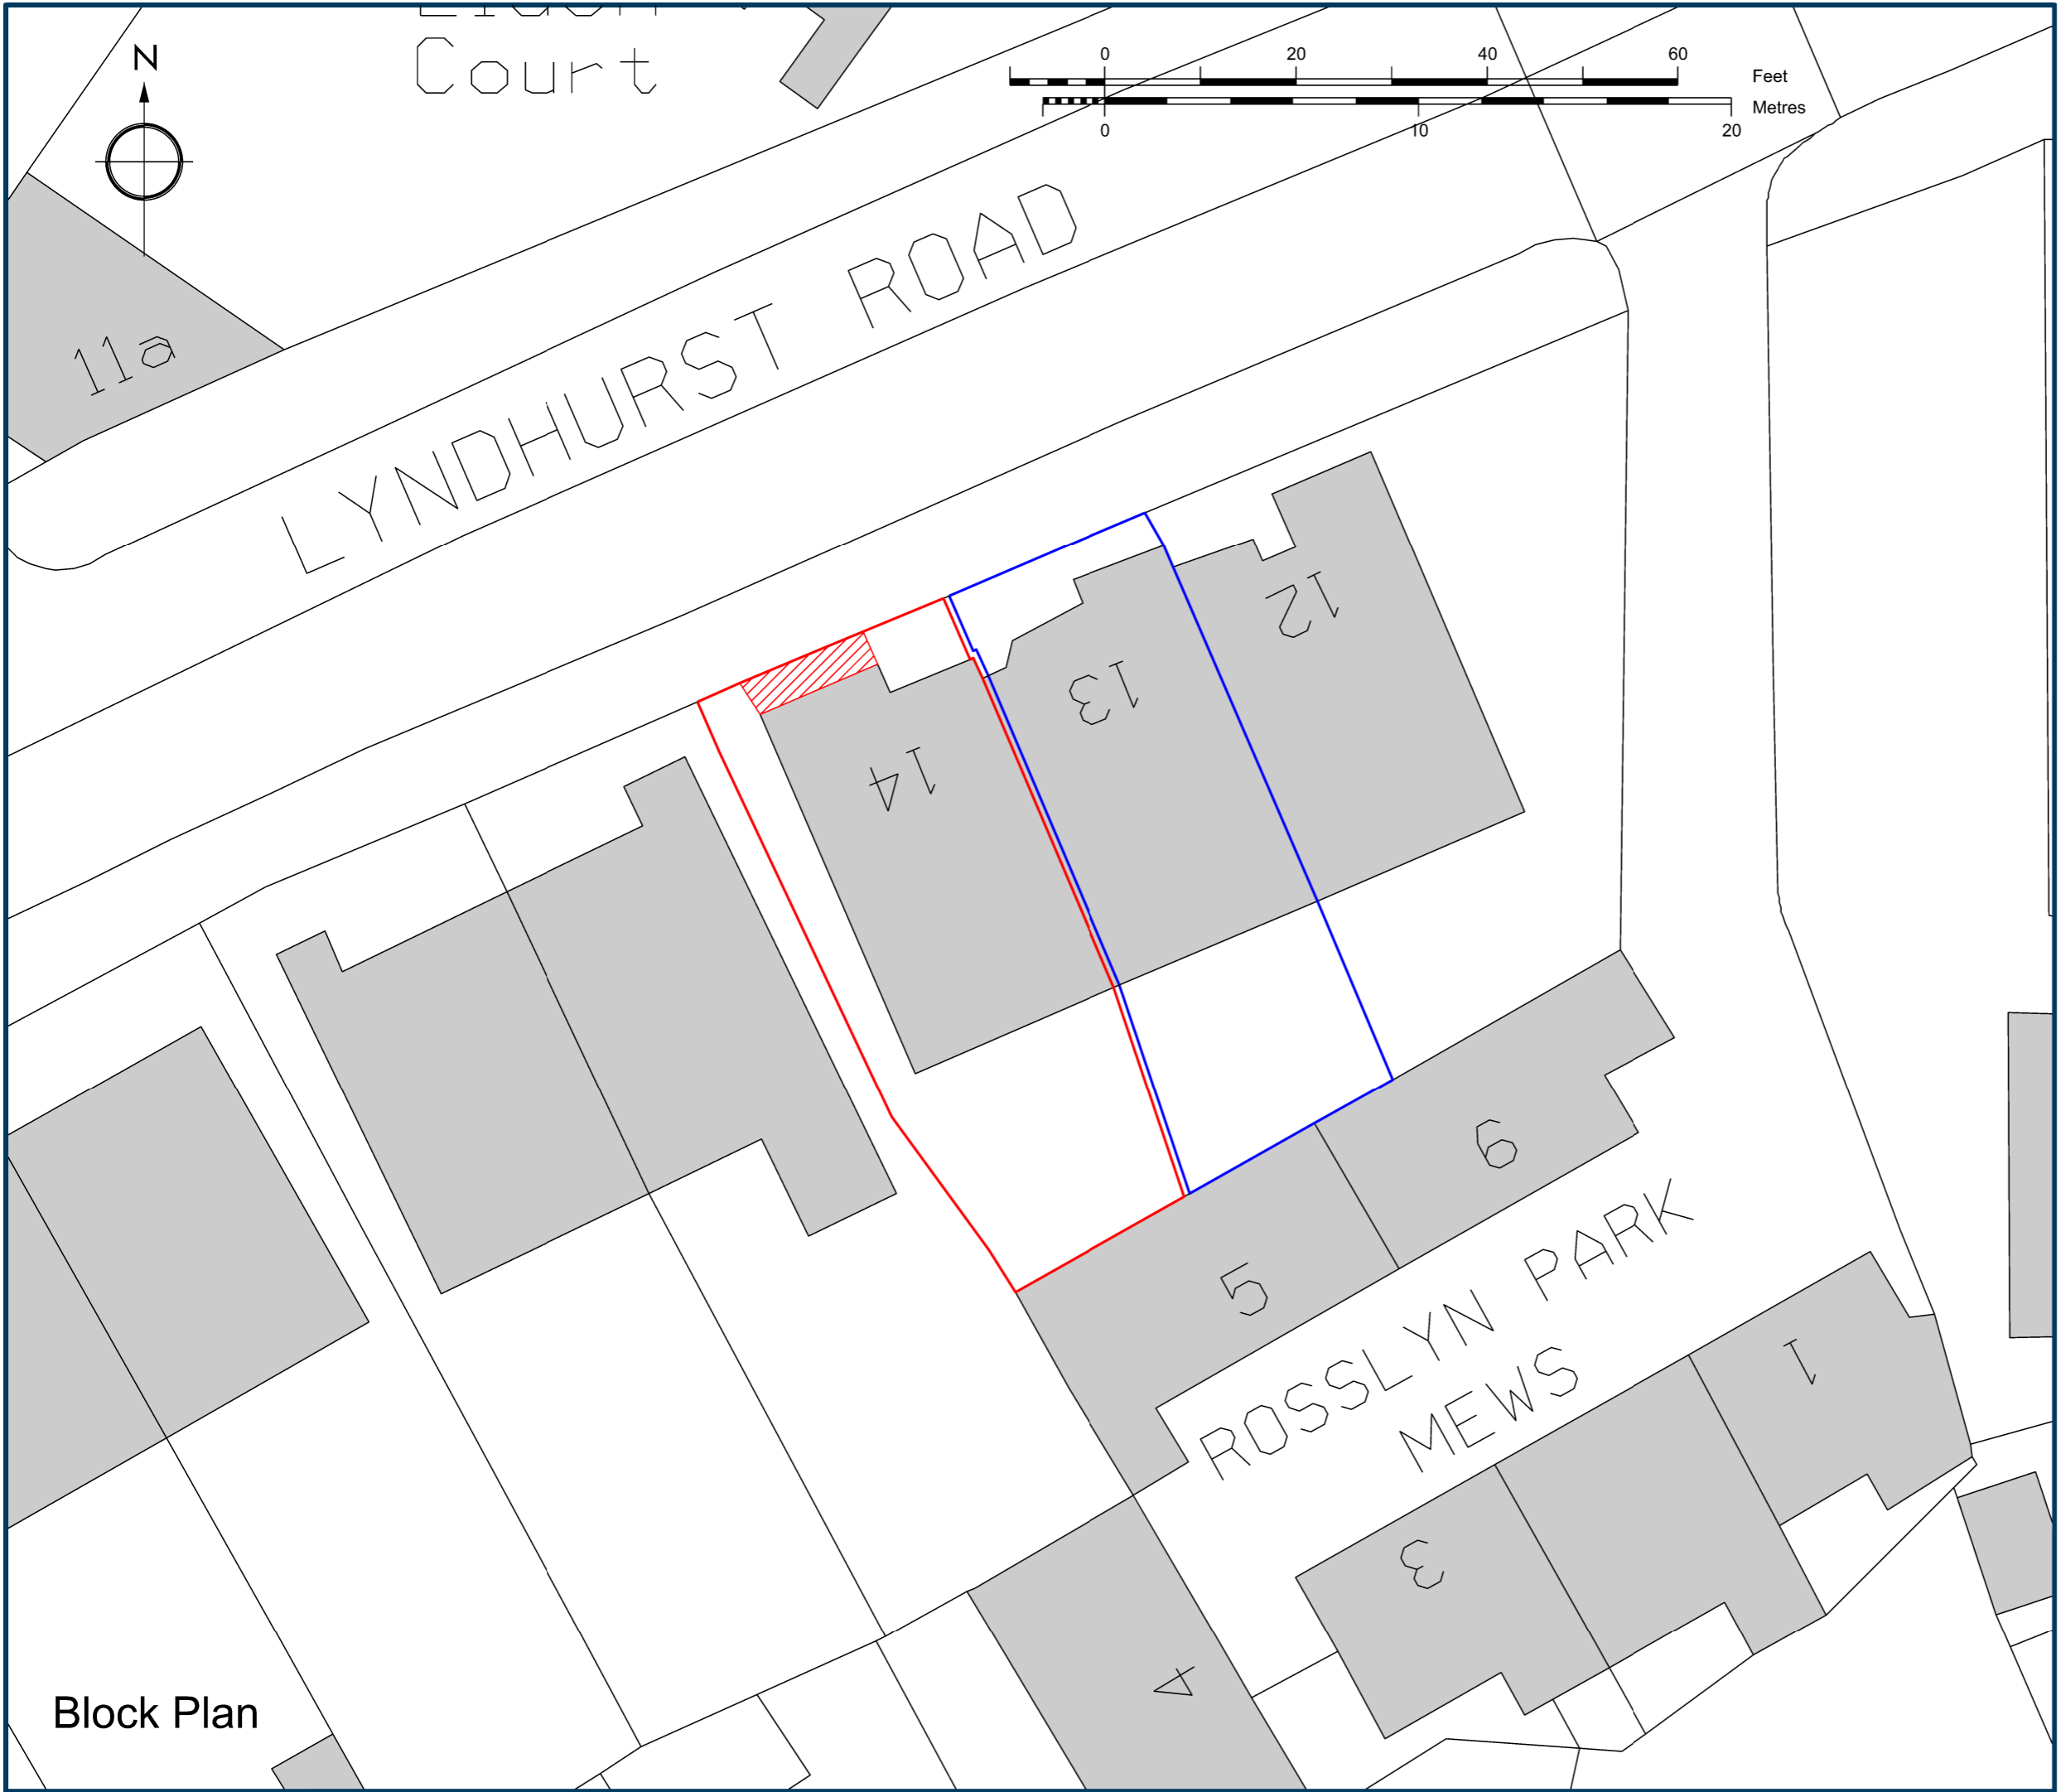 Court
N
0 20 40 60
Feet
Metres
0 10 20
LYNDHURST ROAD
11a
12
13
14
6
5
ROSSLYN PARK
MEWS
1
3
4
Block Plan